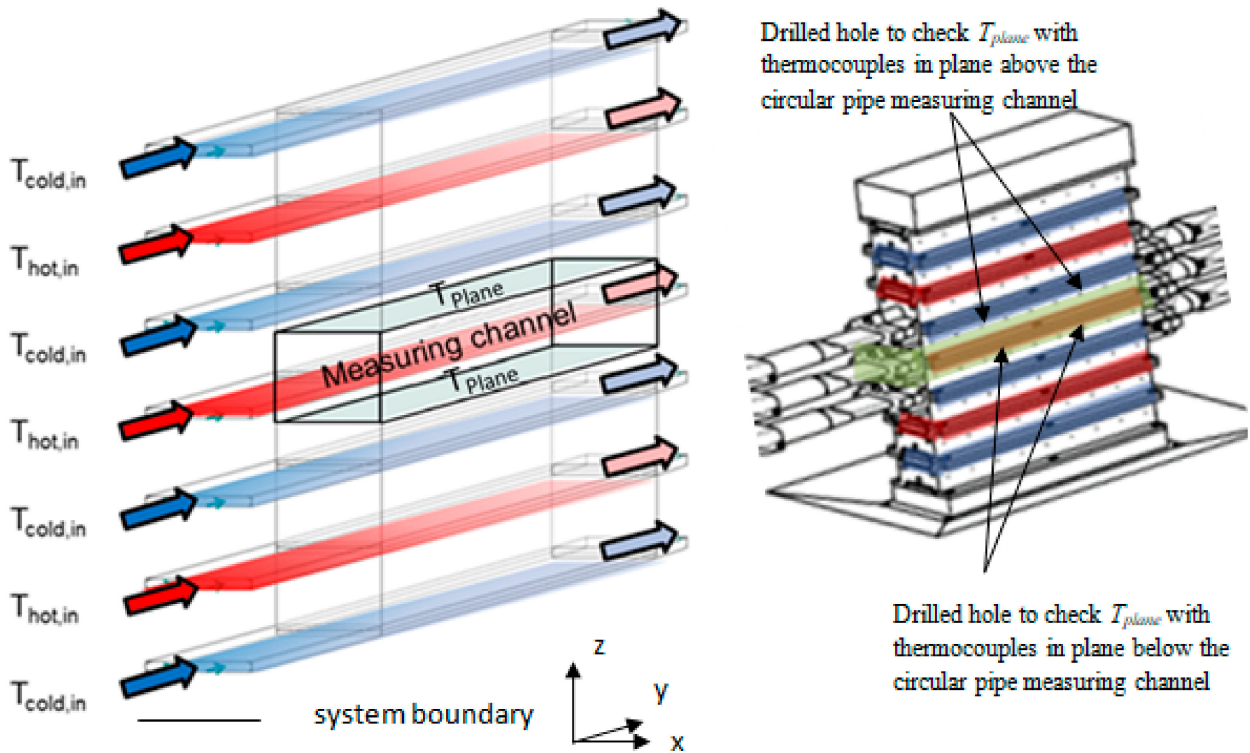 T_cold,in
T_hot,in
T_cold,in
T_hot,in
T_cold,in
T_hot,in
T_cold,in
T_Plane
Measuring channel
T_Plane
system boundary
z
y
x
Drilled hole to check T_plane with
thermocouples in plane above the
circular pipe measuring channel
Drilled hole to check T_plane with
thermocouples in plane below the
circular pipe measuring channel